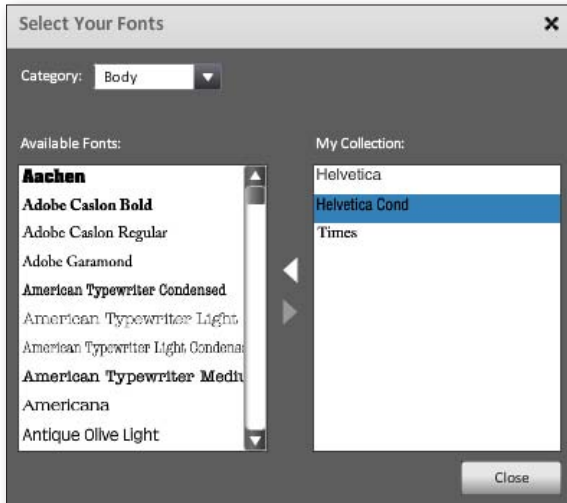 Select Your Fonts
Category: Body
Available Fonts:
Aachen
Adobe Caslon Bold
Adobe Caslon Regular
Adobe Garamond
American Typewriter Condensed
American Typewriter Light
American Typewriter Light Condens
American Typewriter Mediu
Americana
Antique Olive Light
My Collection:
Helvetica
Helvetica Cond
Times
Close